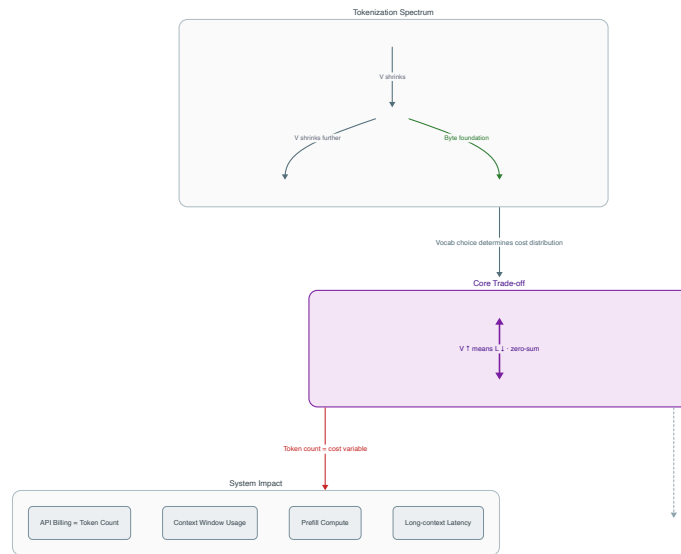 Tokenization Spectrum
V shrinks
V shrinks further
Byte foundation
Vocab choice determines cost distribution
Core Trade-off
V ↑ means L ↓ · zero-sum
Token count = cost variable
System Impact
API Billing = Token Count
Context Window Usage
Prefill Compute
Long-context Latency